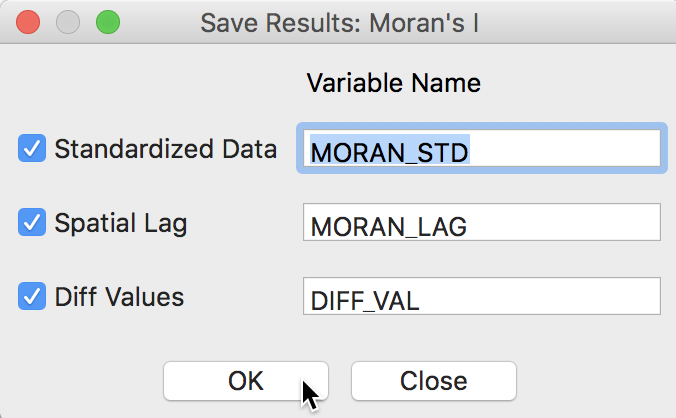 Save Results: Moran's I
Variable Name
Standardized Data MORAN_STD
Spatial Lag MORAN_LAG
Diff Values DIFF_VAL
OK Close